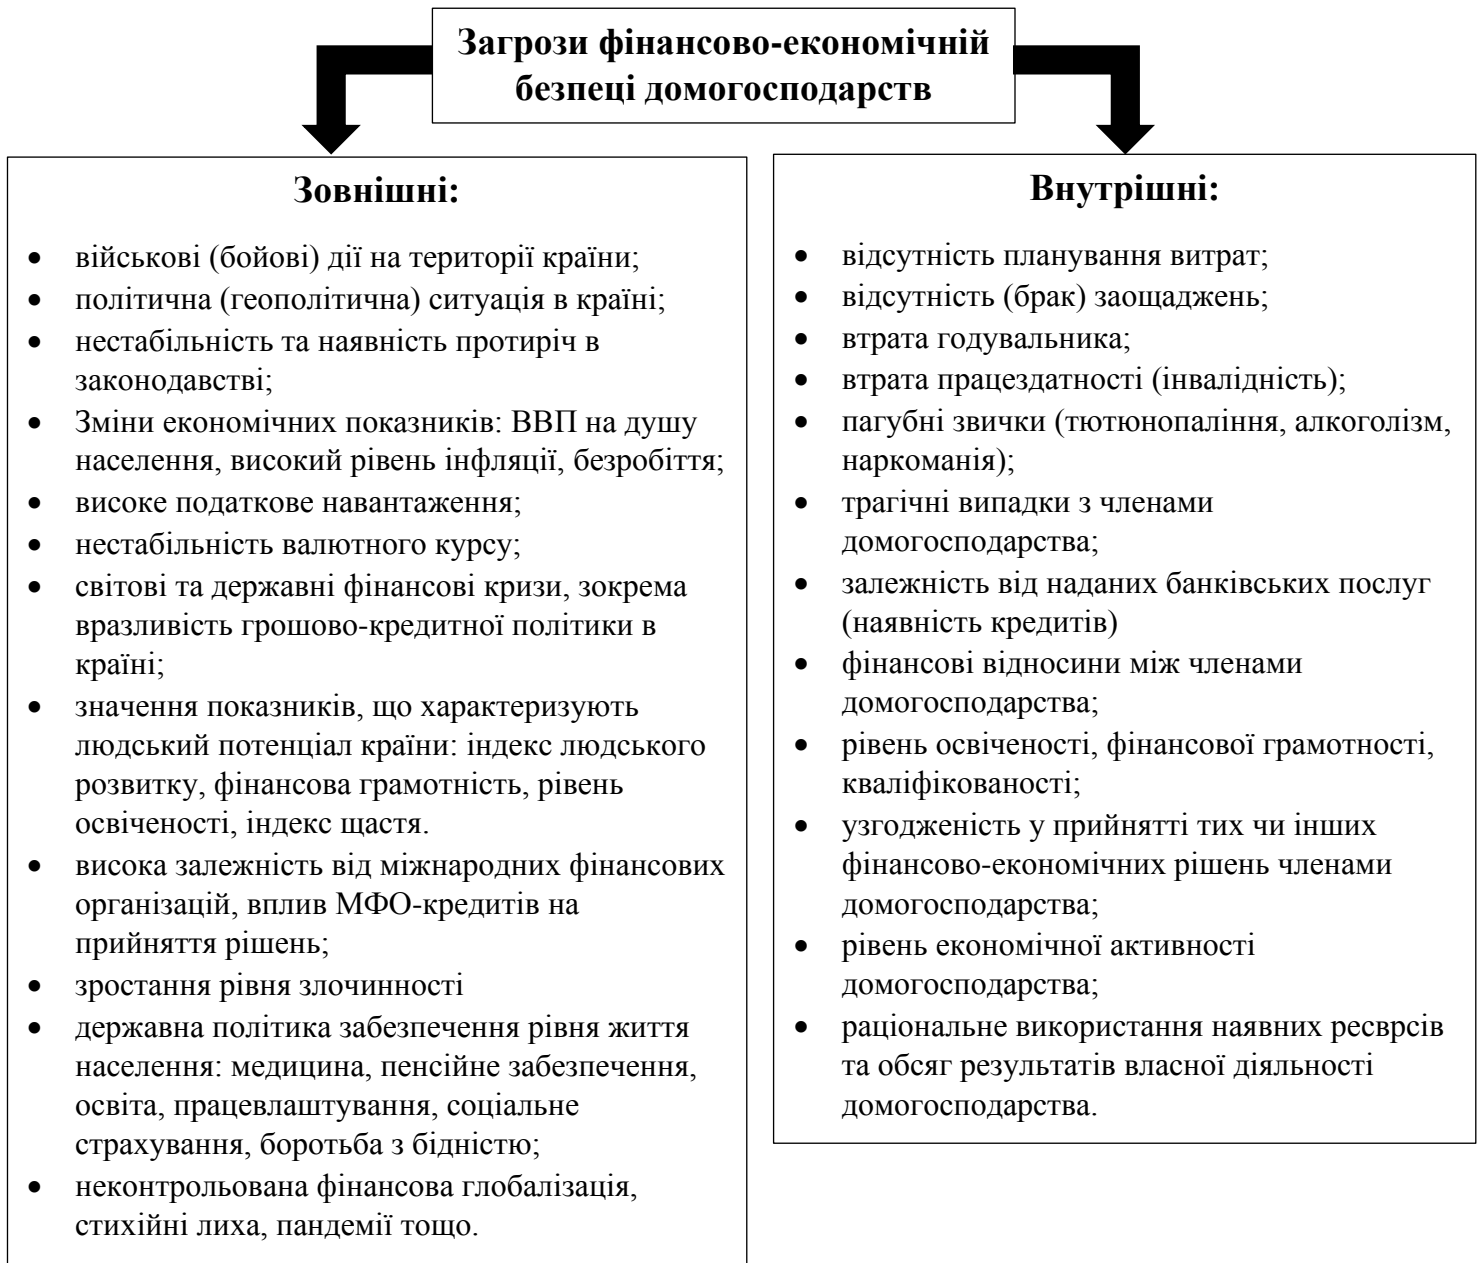 Загрози фінансово-економічній
безпеці домогосподарств
Зовнішні:
• військові (бойові) дії на території країни;
• політична (геополітична) ситуація в країні;
• нестабільність та наявність протиріч в
законодавстві;
• Зміни економічних показників: ВВП на душу
населення, високий рівень інфляції, безробіття;
• високе податкове навантаження;
• нестабільність валютного курсу;
• світові та державні фінансові кризи, зокрема
вразливість грошово-кредитної політики в
країні;
• значення показників, що характеризують
людський потенціал країни: індекс людського
розвитку, фінансова грамотність, рівень
освіченості, індекс щастя.
• висока залежність від міжнародних фінансових
організацій, вплив МФО-кредитів на
прийняття рішень;
• зростання рівня злочинності
• державна політика забезпечення рівня життя
населення: медицина, пенсійне забезпечення,
освіта, працевлаштування, соціальне
страхування, боротьба з бідністю;
• неконтрольована фінансова глобалізація,
стихійні лиха, пандемії тощо.
Внутрішні:
• відсутність планування витрат;
• відсутність (брак) заощаджень;
• втрата годувальника;
• втрата працездатності (інвалідність);
• пагубні звички (тютюнопаління, алкоголізм,
наркоманія);
• трагічні випадки з членами
домогосподарства;
• залежність від наданих банківських послуг
(наявність кредитів)
• фінансові відносини між членами
домогосподарства;
• рівень освіченості, фінансової грамотності,
кваліфікованості;
• узгодженість у прийнятті тих чи інших
фінансово-економічних рішень членами
домогосподарства;
• рівень економічної активності
домогосподарства;
• раціональне використання наявних ресврсів
та обсяг результатів власної діяльності
домогосподарства.